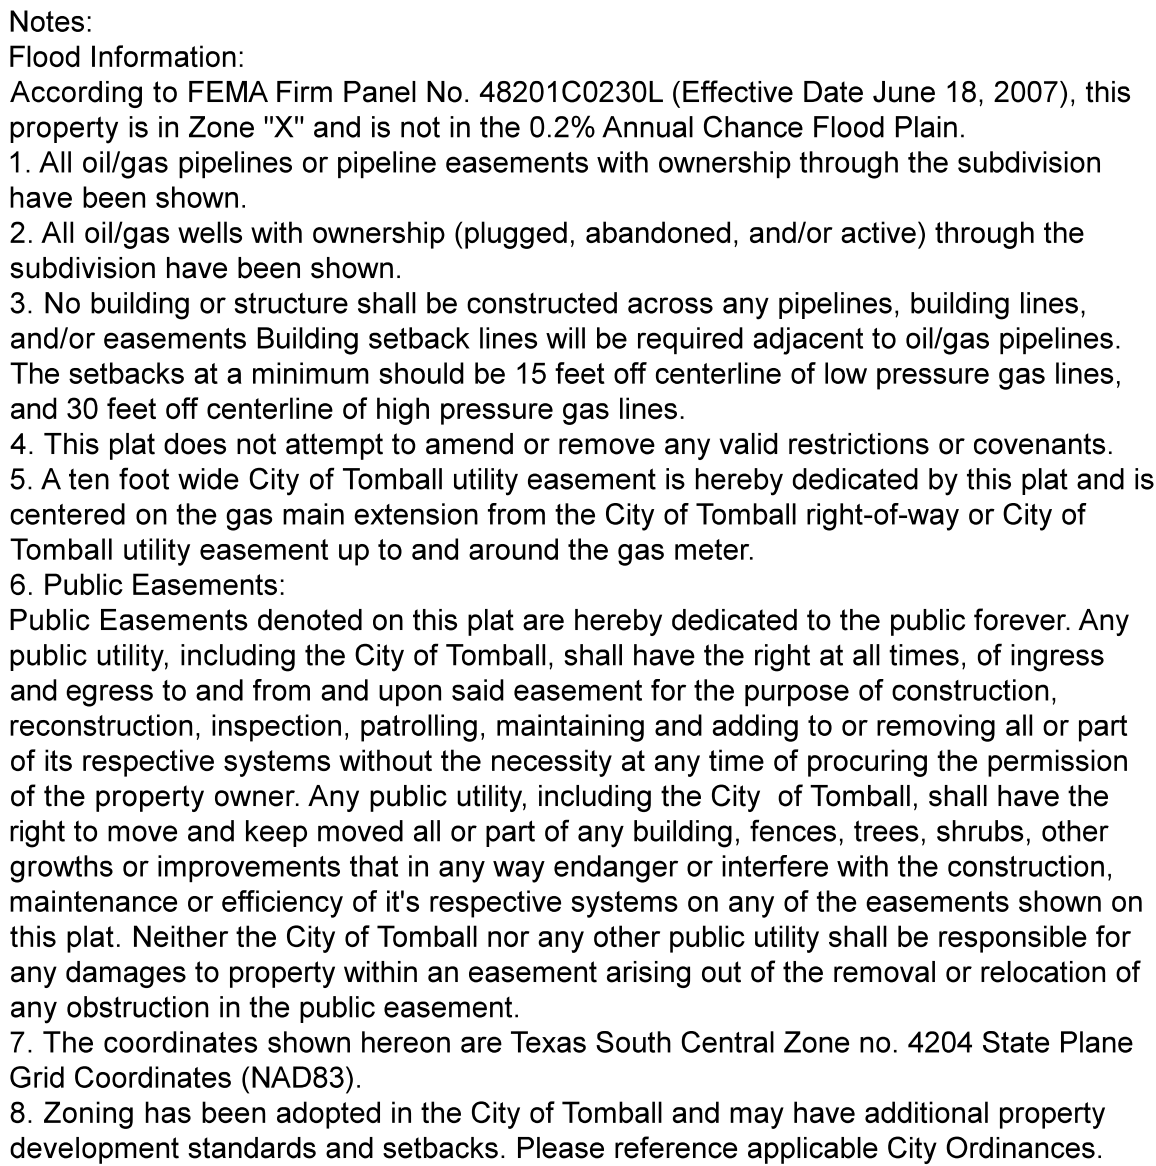 Notes:
Flood Information:
According to FEMA Firm Panel No. 48201C0230L (Effective Date June 18, 2007), this
property is in Zone "X" and is not in the 0.2% Annual Chance Flood Plain.
1. All oil/gas pipelines or pipeline easements with ownership through the subdivision
have been shown.
2. All oil/gas wells with ownership (plugged, abandoned, and/or active) through the
subdivision have been shown.
3. No building or structure shall be constructed across any pipelines, building lines,
and/or easements Building setback lines will be required adjacent to oil/gas pipelines.
The setbacks at a minimum should be 15 feet off centerline of low pressure gas lines,
and 30 feet off centerline of high pressure gas lines.
4. This plat does not attempt to amend or remove any valid restrictions or covenants.
5. A ten foot wide City of Tomball utility easement is hereby dedicated by this plat and is
centered on the gas main extension from the City of Tomball right-of-way or City of
Tomball utility easement up to and around the gas meter.
6. Public Easements:
Public Easements denoted on this plat are hereby dedicated to the public forever. Any
public utility, including the City of Tomball, shall have the right at all times, of ingress
and egress to and from and upon said easement for the purpose of construction,
reconstruction, inspection, patrolling, maintaining and adding to or removing all or part
of its respective systems without the necessity at any time of procuring the permission
of the property owner. Any public utility, including the City  of Tomball, shall have the
right to move and keep moved all or part of any building, fences, trees, shrubs, other
growths or improvements that in any way endanger or interfere with the construction,
maintenance or efficiency of it's respective systems on any of the easements shown on
this plat. Neither the City of Tomball nor any other public utility shall be responsible for
any damages to property within an easement arising out of the removal or relocation of
any obstruction in the public easement.
7. The coordinates shown hereon are Texas South Central Zone no. 4204 State Plane
Grid Coordinates (NAD83).
8. Zoning has been adopted in the City of Tomball and may have additional property
development standards and setbacks. Please reference applicable City Ordinances.